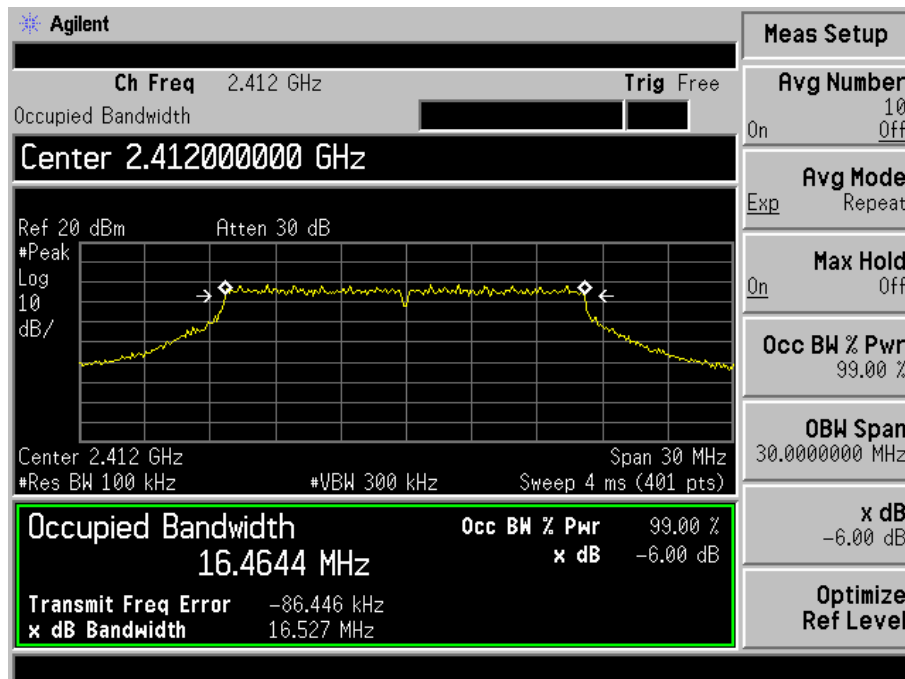 Agilent
Ch Freq 2.412 GHz Trig Free
Occupied Bandwidth
Center 2.412000000 GHz
Ref 20 dBm Atten 30 dB
#Peak
Log
10
dB/
Center 2.412 GHz Span 30 MHz
#Res BW 100 kHz #VBW 300 kHz Sweep 4 ms (401 pts)
Occupied Bandwidth
16.4644 MHz
Occ BW % Pwr 99.00 %
x dB -6.00 dB
Transmit Freq Error -86.446 kHz
x dB Bandwidth 16.527 MHz
Meas Setup
Avg Number
10
On Off
Avg Mode
Exp Repeat
Max Hold
On Off
Occ BW % Pwr
99.00 %
OBW Span
30.0000000 MHz
x dB
-6.00 dB
Optimize
Ref Level